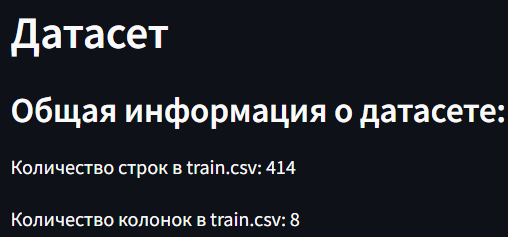 Датасет
Общая информация о датасете:
Количество строк в train.csv: 414
Количество колонок в train.csv: 8